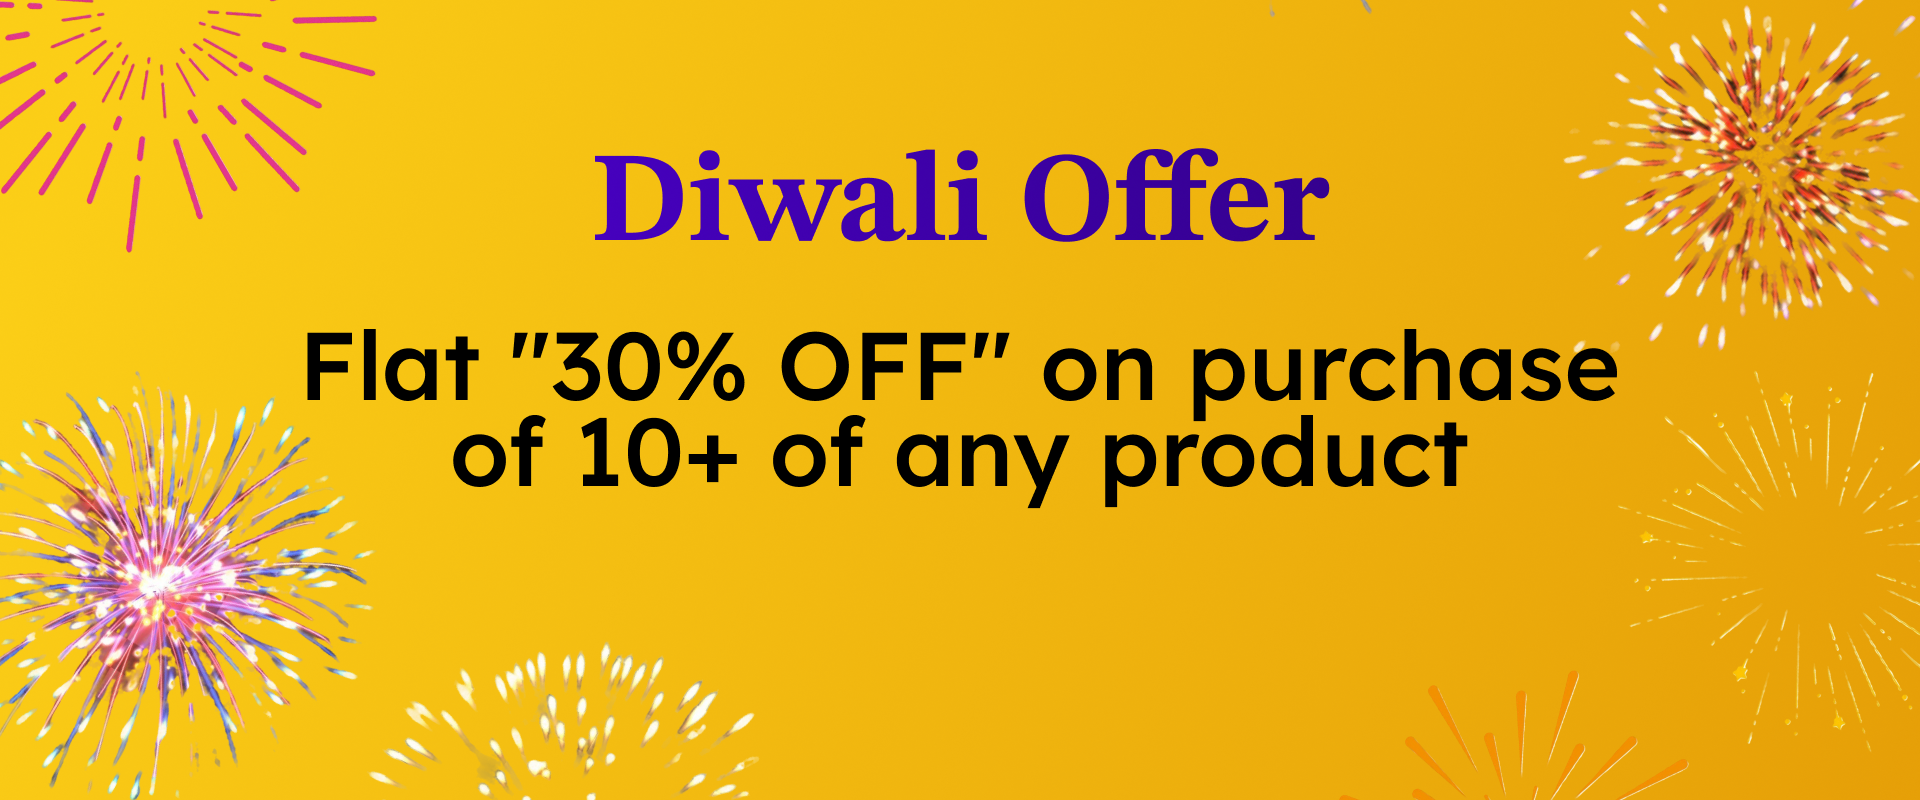 Diwali Offer
Flat "30% OFF" on purchase
of 10+ of any product